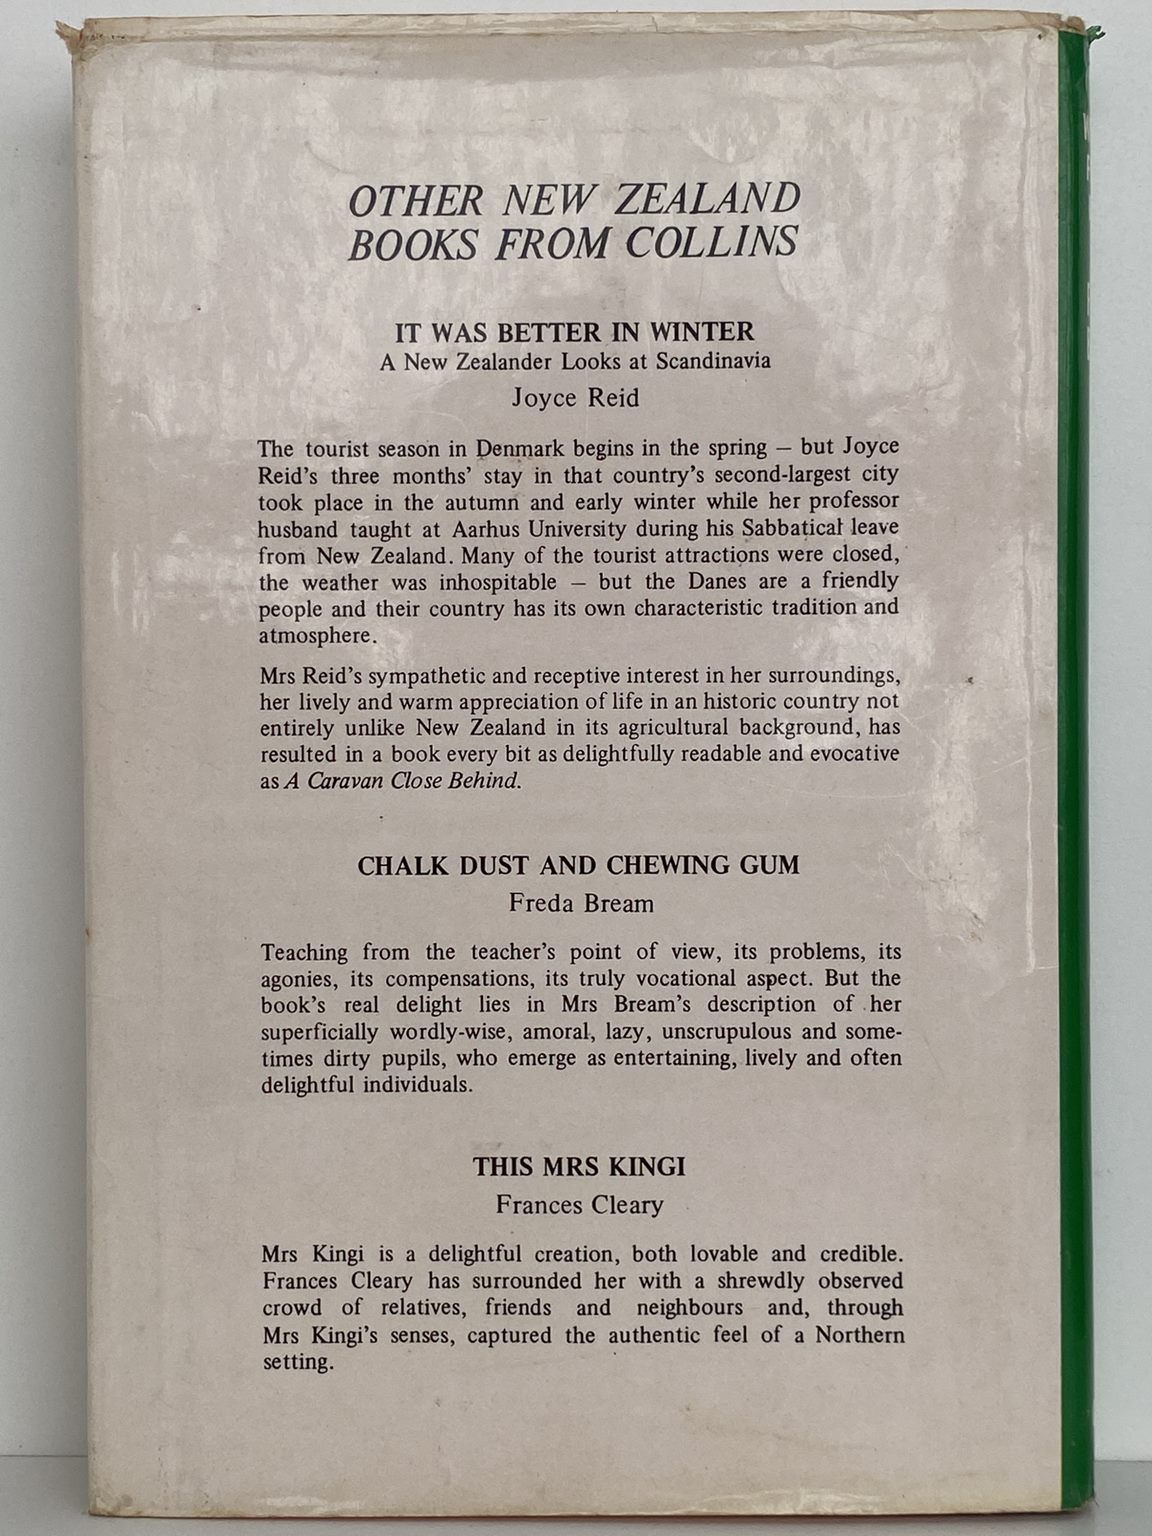 OTHER NEW ZEALAND
BOOKS FROM COLLINS
IT WAS BETTER IN WINTER
A New Zealander Looks at Scandinavia
Joyce Reid
The tourist season in Denmark begins in the spring – but Joyce
Reid's three months' stay in that country's second-largest city
took place in the autumn and early winter while her professor
husband taught at Aarhus University during his Sabbatical leave
from New Zealand. Many of the tourist attractions were closed,
the weather was inhospitable – but the Danes are a friendly
people and their country has its own characteristic tradition and
atmosphere.
Mrs Reid's sympathetic and receptive interest in her surroundings,
her lively and warm appreciation of life in an historic country not
entirely unlike New Zealand in its agricultural background, has
resulted in a book every bit as delightfully readable and evocative
as A Caravan Close Behind.
CHALK DUST AND CHEWING GUM
Freda Bream
Teaching from the teacher's point of view, its problems, its
agonies, its compensations, its truly vocational aspect. But the
book's real delight lies in Mrs Bream's description of her
superficially wordly-wise, amoral, lazy, unscrupulous and some-
times dirty pupils, who emerge as entertaining, lively and often
delightful individuals.
THIS MRS KINGI
Frances Cleary
Mrs Kingi is a delightful creation, both lovable and credible.
Frances Cleary has surrounded her with a shrewdly observed
crowd of relatives, friends and neighbours and, through
Mrs Kingi's senses, captured the authentic feel of a Northern
setting.